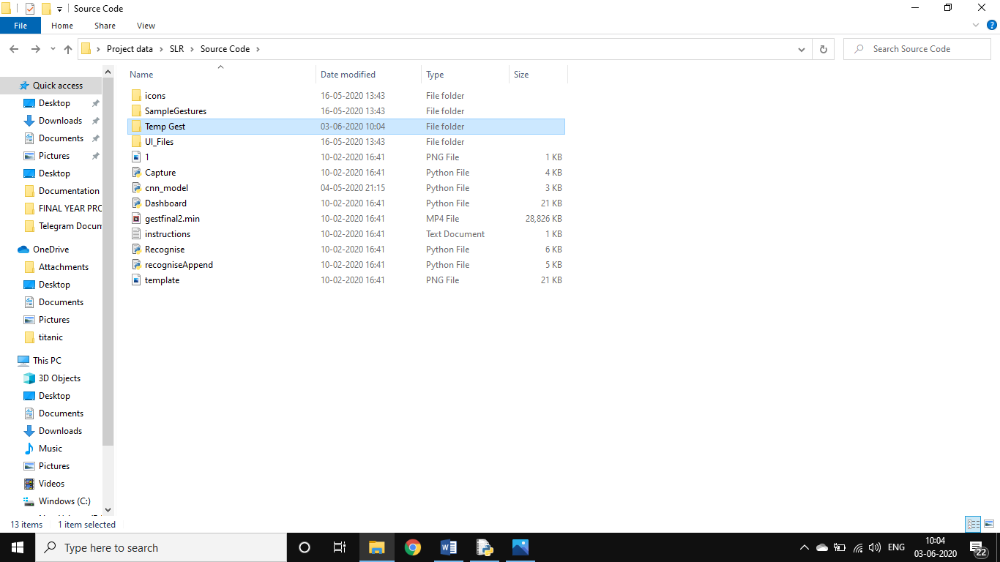 Source Code
File Home Share View
Project data SLR Source Code Search Source Code
Name Date modified Type Size
Quick access
Desktop
Downloads
Documents
Pictures
Desktop
Documentation
FINAL YEAR PRO
Telegram Docum
OneDrive
Attachments
Desktop
Documents
Pictures
titanic
This PC
3D Objects
Desktop
Documents
Downloads
Music
Pictures
Videos
Windows (C:)
icons 16-05-2020 13:43 File folder
SampleGestures 16-05-2020 13:43 File folder
Temp Gest 03-06-2020 10:04 File folder
UI_Files 16-05-2020 13:43 File folder
1 10-02-2020 16:41 PNG File 1 KB
Capture 10-02-2020 16:41 Python File 4 KB
cnn_model 04-05-2020 21:15 Python File 3 KB
Dashboard 10-02-2020 16:41 Python File 21 KB
gestfinal2.min 10-02-2020 16:41 MP4 File 28,826 KB
instructions 10-02-2020 16:41 Text Document 1 KB
Recognise 10-02-2020 16:41 Python File 6 KB
recogniseAppend 10-02-2020 16:41 Python File 5 KB
template 10-02-2020 16:41 PNG File 21 KB
13 items 1 item selected
Type here to search
ENG
10:04
03-06-2020
22